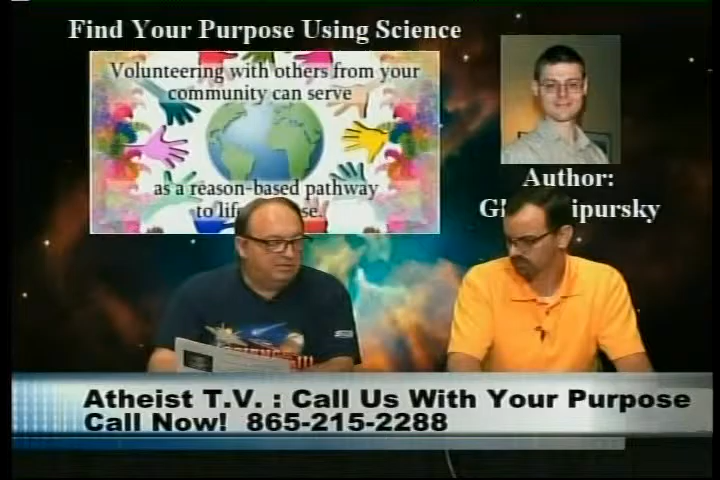 Find Your Purpose Using Science
Volunteering with others from your
community can serve
as a reason-based pathway
to
Author:
Atheist T.V. : Call Us With Your Purpose
Call Now! 865-215-2288